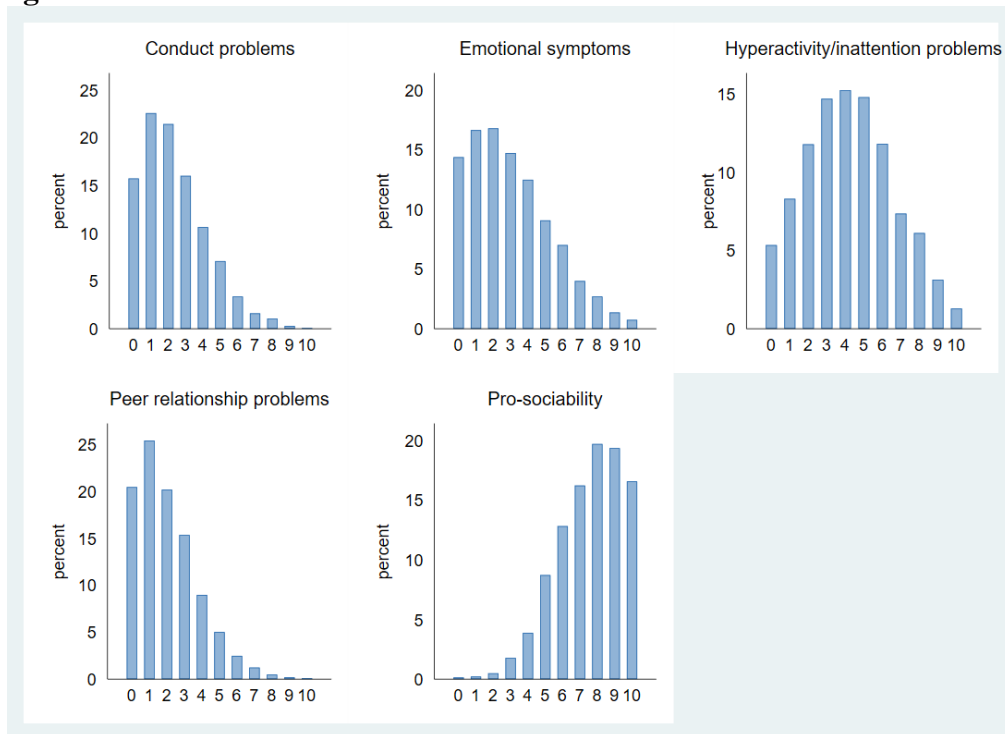 Conduct problems
25
20
15
10
5
0
percent
0 1 2 3 4 5 6 7 8 9 10
Emotional symptoms
20
15
10
5
0
percent
0 1 2 3 4 5 6 7 8 9 10
Hyperactivity/inattention problems
15
10
5
0
percent
0 1 2 3 4 5 6 7 8 9 10
Peer relationship problems
25
20
15
10
5
0
percent
0 1 2 3 4 5 6 7 8 9 10
Pro-sociability
20
15
10
5
0
percent
0 1 2 3 4 5 6 7 8 9 10